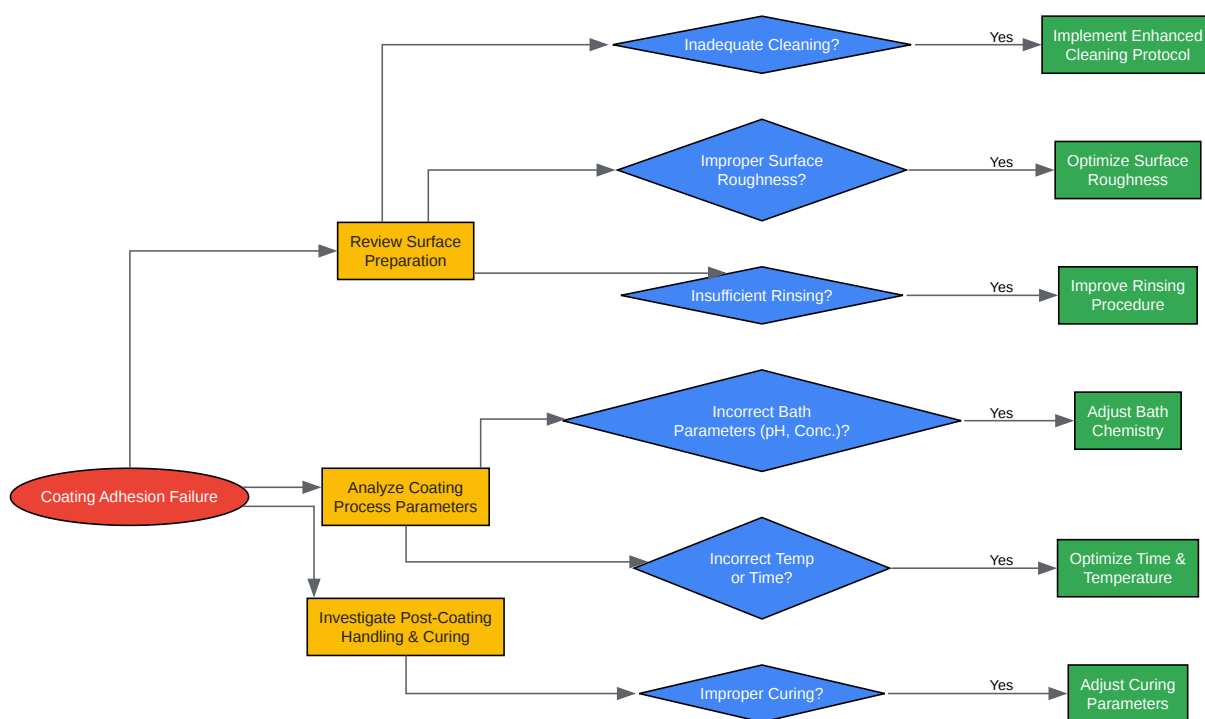 Inadequate Cleaning?
Yes
Implement Enhanced
Cleaning Protocol
Improper Surface
Roughness?
Yes
Optimize Surface
Roughness
Review Surface
Preparation
Insufficient Rinsing?
Yes
Improve Rinsing
Procedure
Incorrect Bath
Parameters (pH, Conc.)?
Yes
Adjust Bath
Chemistry
Coating Adhesion Failure
Analyze Coating
Process Parameters
Incorrect Temp
or Time?
Yes
Optimize Time &
Temperature
Investigate Post-Coating
Handling & Curing
Improper Curing?
Yes
Adjust Curing
Parameters